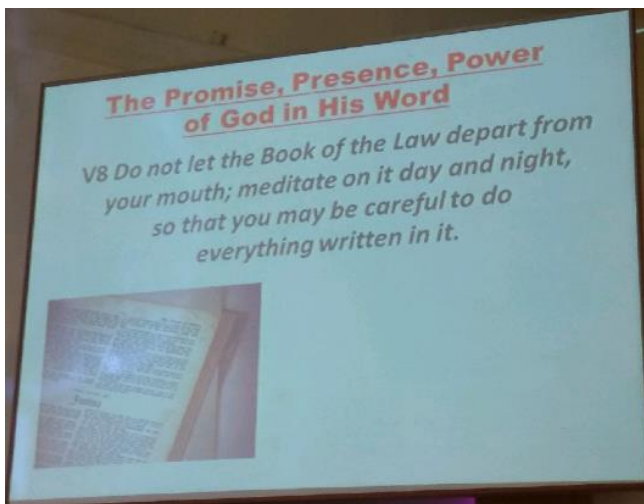 The Promise, Presence, Power
of God in His Word
V8 Do not let the Book of the Law depart from
your mouth; meditate on it day and night,
so that you may be careful to do
everything written in it.